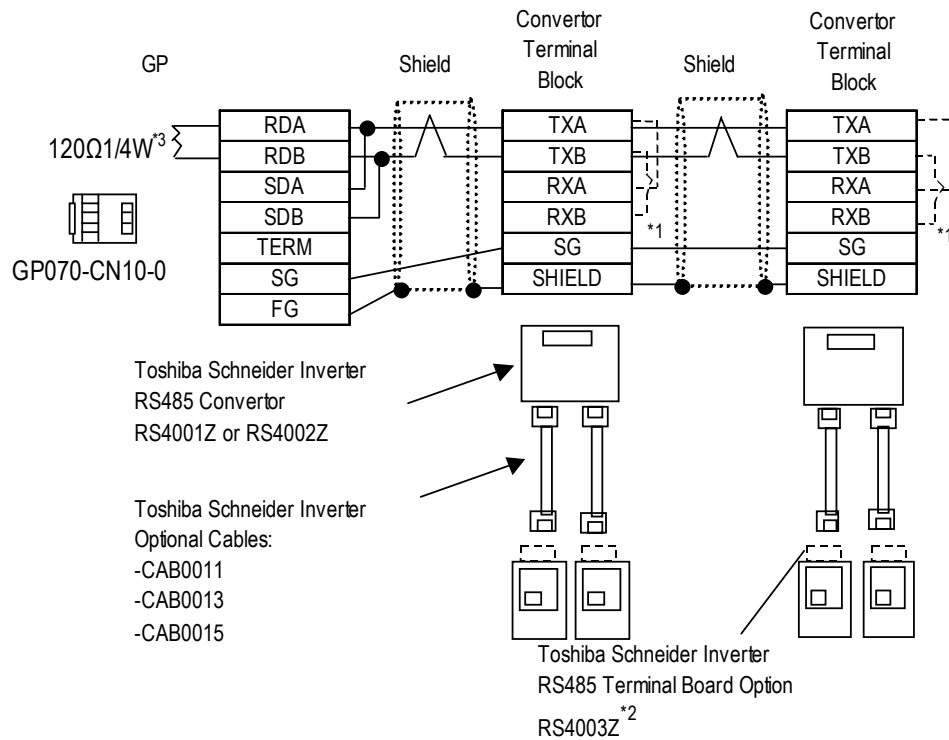 GP
Shield
Convertor
Terminal
Block
Shield
Convertor
Terminal
Block
120Ω1/4W*3
RDA
RDB
SDA
SDB
TERM
SG
FG
TXA
TXB
RXA
RXB
SG
SHIELD
*1
TXA
TXB
RXA
RXB
SG
SHIELD
*1
GP070-CN10-0
Toshiba Schneider Inverter
RS485 Convertor
RS4001Z or RS4002Z
Toshiba Schneider Inverter
Optional Cables:
-CAB0011
-CAB0013
-CAB0015
Toshiba Schneider Inverter
RS485 Terminal Board Option
RS4003Z*2